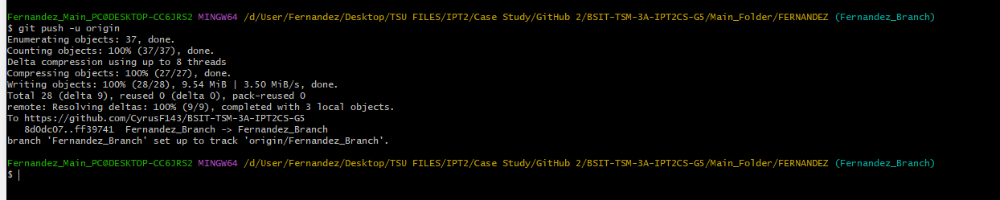 Fernandez_Main_PC@DESKTOP-CC6JRS2 MINGW64 /d/User/Fernandez/Desktop/TSU FILES/IPT2/Case Study/GitHub 2/BSIT-TSM-3A-IPT2CS-G5/Main_Folder/FERNANDEZ (Fernandez_Branch)
$ git push -u origin
Enumerating objects: 37, done.
Counting objects: 100% (37/37), done.
Delta compression using up to 8 threads
Compressing objects: 100% (27/27), done.
Writing objects: 100% (28/28), 9.54 MiB | 3.50 MiB/s, done.
Total 28 (delta 9), reused 0 (delta 0), pack-reused 0
remote: Resolving deltas: 100% (9/9), completed with 3 local objects.
To https://github.com/CyrusF143/BSIT-TSM-3A-IPT2CS-G5
   8d0dc07..ff39741  Fernandez_Branch -> Fernandez_Branch
branch 'Fernandez_Branch' set up to track 'origin/Fernandez_Branch'.
Fernandez_Main_PC@DESKTOP-CC6JRS2 MINGW64 /d/User/Fernandez/Desktop/TSU FILES/IPT2/Case Study/GitHub 2/BSIT-TSM-3A-IPT2CS-G5/Main_Folder/FERNANDEZ (Fernandez_Branch)
$